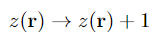 z(r) → z(r) + 1